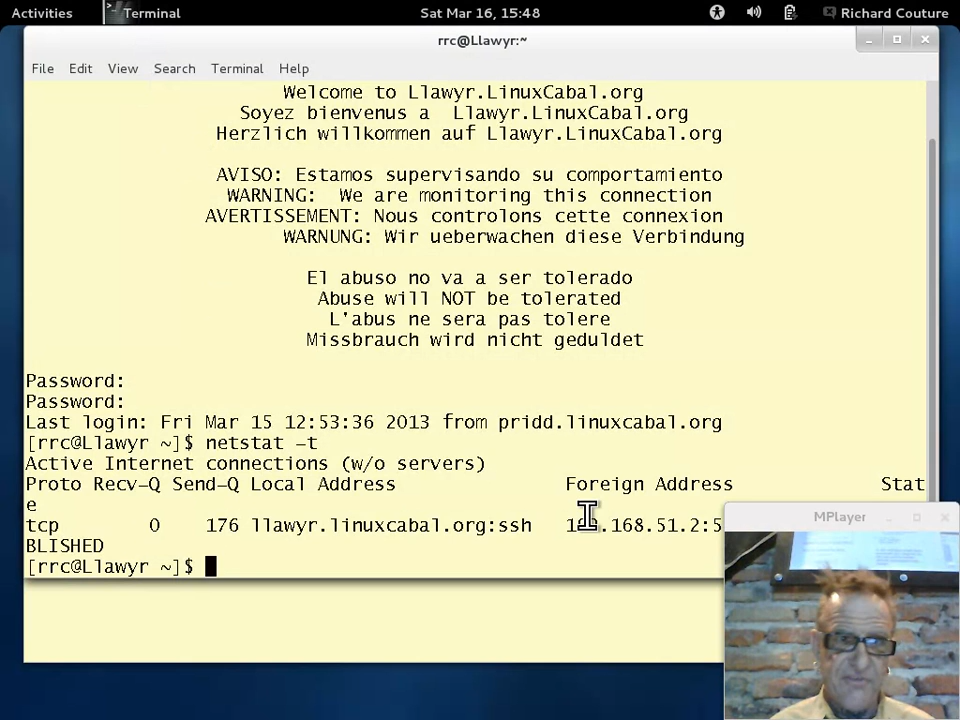 Activities Terminal Sat Mar 16, 15:48 Richard Couture
rrc@Llawyr:~
File Edit View Search Terminal Help
Welcome to Llawyr.LinuxCabal.org
Soyez bienvenus a Llawyr.LinuxCabal.org
Herzlich willkommen auf Llawyr.LinuxCabal.org
AVISO: Estamos supervisando su comportamiento
WARNING: We are monitoring this connection
AVERTISSEMENT: Nous controlons cette connexion
WARNUNG: Wir ueberwachen diese Verbindung
El abuso no va a ser tolerado
Abuse will NOT be tolerated
L'abus ne sera pas tolere
Missbrauch wird nicht geduldet
Password:
Password:
Last login: Fri Mar 15 12:53:36 2013 from pridd.linuxcabal.org
[rrc@Llawyr ~]$ netstat -t
Active Internet connections (w/o servers)
Proto Recv-Q Send-Q Local Address Foreign Address Stat
e
tcp 0 176 llawyr.linuxcabal.org:ssh
BLISHED
[rrc@Llawyr ~]$
MPlayer